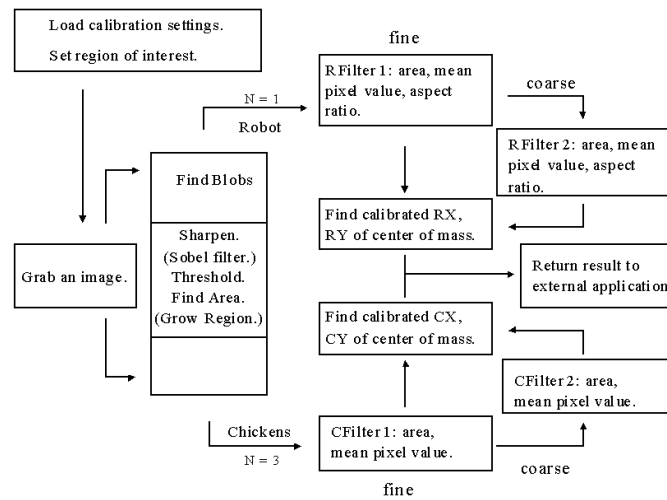 Load calibration settings.
Set region of interest.
fine
N = 1
Robot
RFilter 1: area, mean
pixel value, aspect
ratio.
coarse
RFilter 2: area, mean
pixel value, aspect
ratio.
Find Blobs
Sharpen.
(Sobel filter.)
Threshold.
Find Area.
(Grow Region.)
Grab an image.
Find calibrated RX,
RY of center of mass.
Return result to
external application
Find calibrated CX,
CY of center of mass.
CFilter 2: area,
mean pixel value.
Chickens
N = 3
CFilter 1: area,
mean pixel value.
coarse
fine